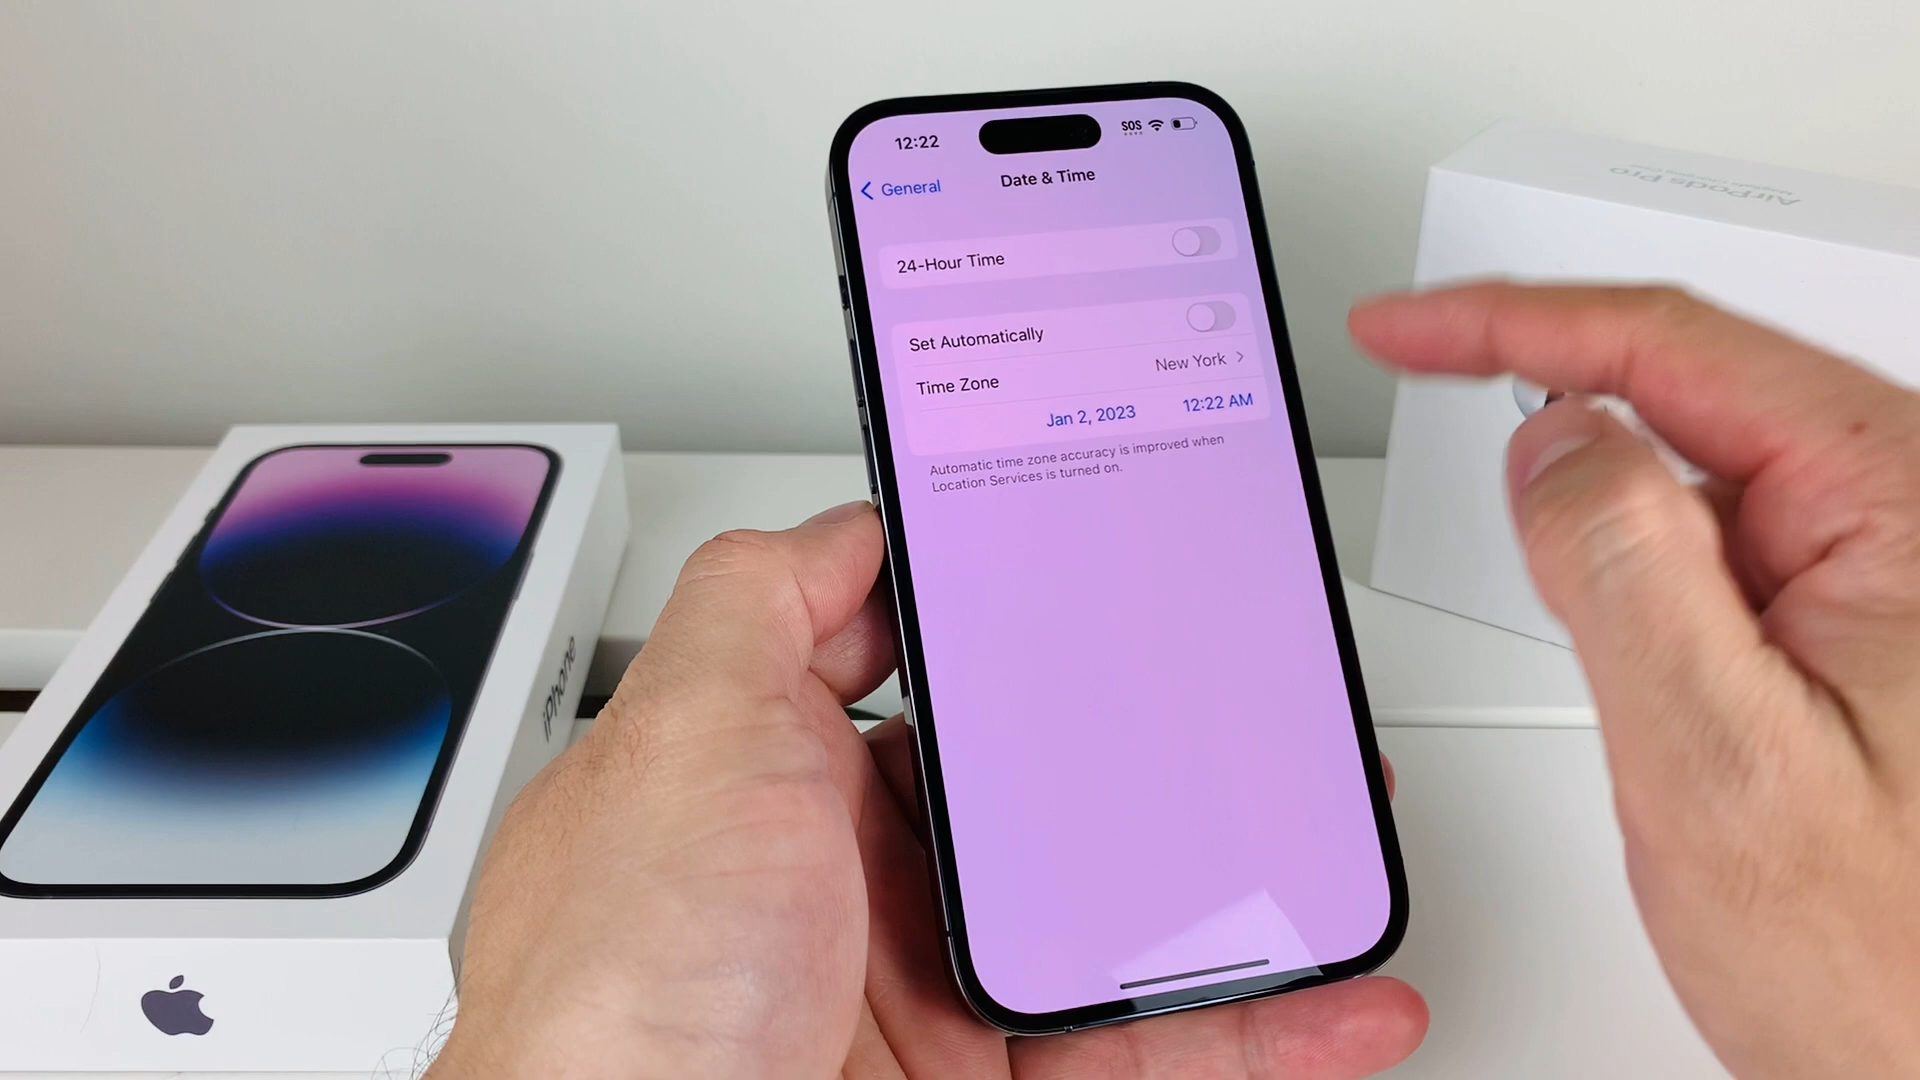 12:22
SOS
General
Date & Time
24-Hour Time
Set Automatically
Time Zone
New York
Jan 2, 2023
12:22 AM
Automatic time zone accuracy is improved when
Location Services is turned on.
iPhone
AirPods Pro